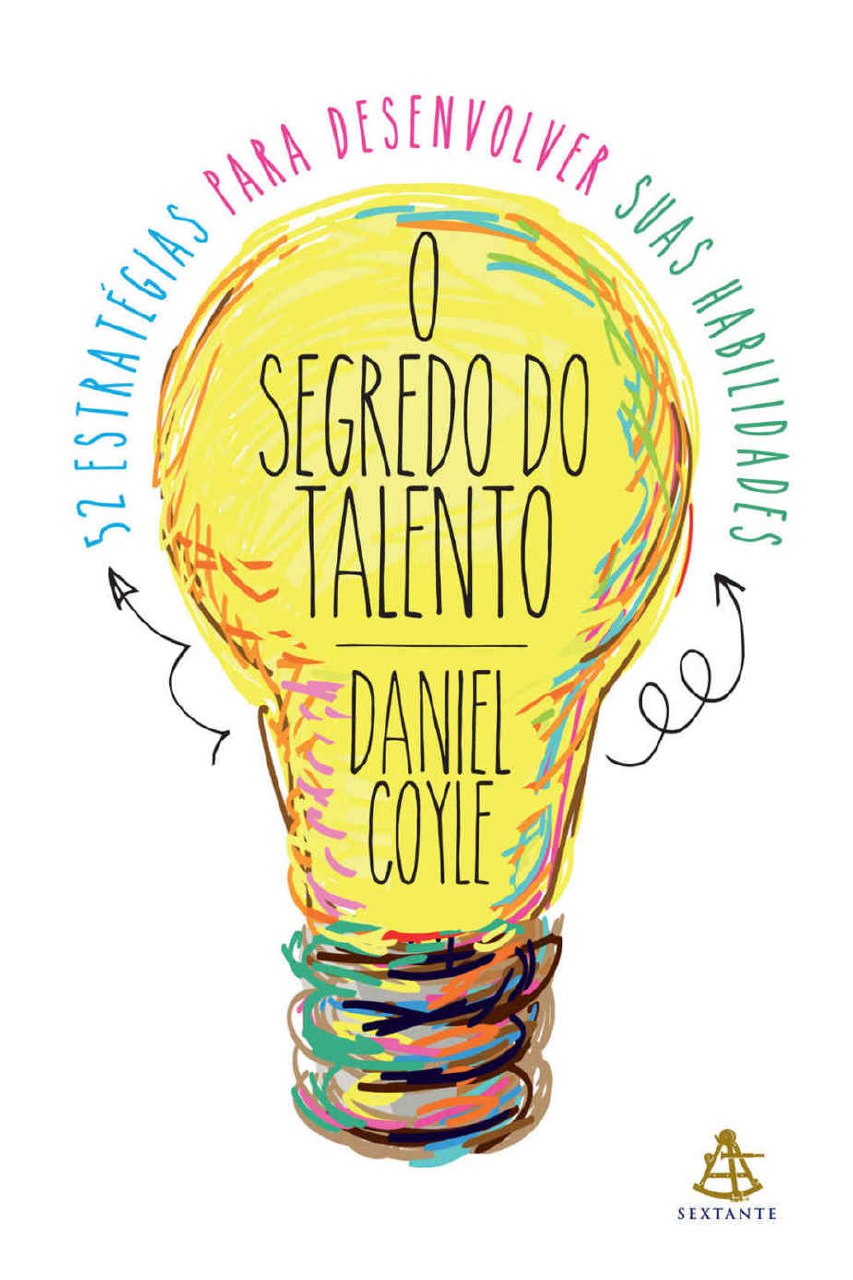 52 ESTRATÉGIAS PARA DESENVOLVER SUAS HABILIDADES
O
SEGREDO DO
TALENTO
DANIEL
COYLE
SEXTANTE